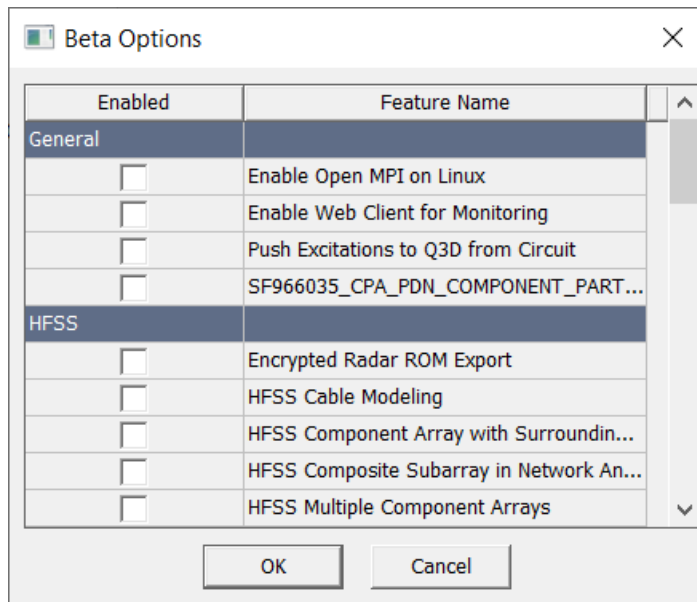 Beta Options
Enabled Feature Name
General
Enable Open MPI on Linux
Enable Web Client for Monitoring
Push Excitations to Q3D from Circuit
SF966035_CPA_PDN_COMPONENT_PART...
HFSS
Encrypted Radar ROM Export
HFSS Cable Modeling
HFSS Component Array with Surroundin...
HFSS Composite Subarray in Network An...
HFSS Multiple Component Arrays
OK Cancel